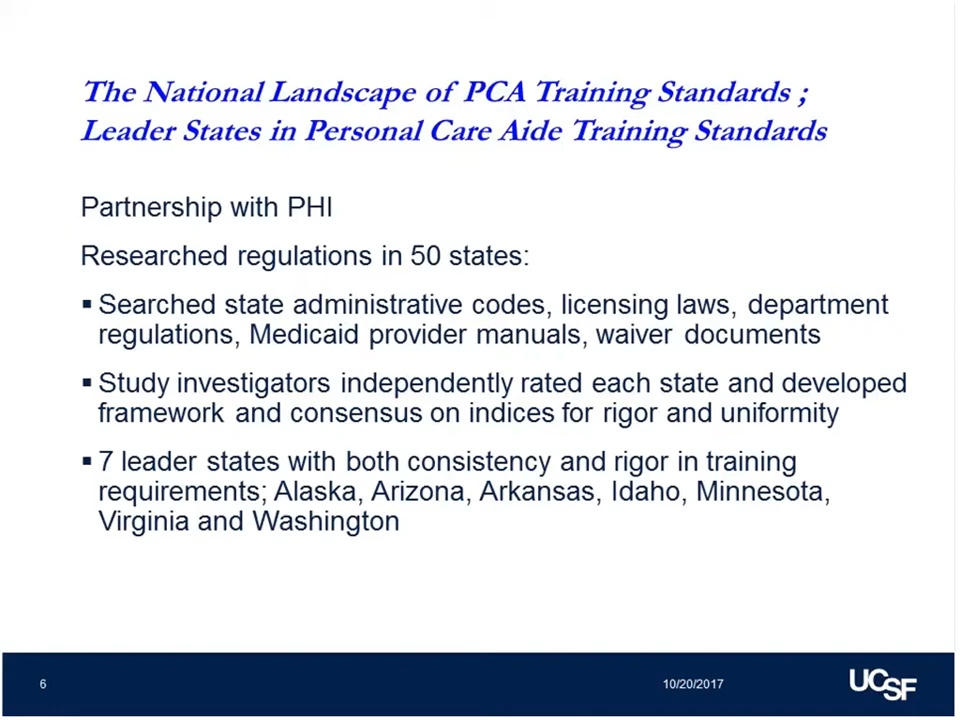 The National Landscape of PCA Training Standards ;
Leader States in Personal Care Aide Training Standards
Partnership with PHI
Researched regulations in 50 states:
▪ Searched state administrative codes, licensing laws, department
regulations, Medicaid provider manuals, waiver documents
▪ Study investigators independently rated each state and developed
framework and consensus on indices for rigor and uniformity
▪ 7 leader states with both consistency and rigor in training
requirements; Alaska, Arizona, Arkansas, Idaho, Minnesota,
Virginia and Washington
6 10/20/2017 UCSF